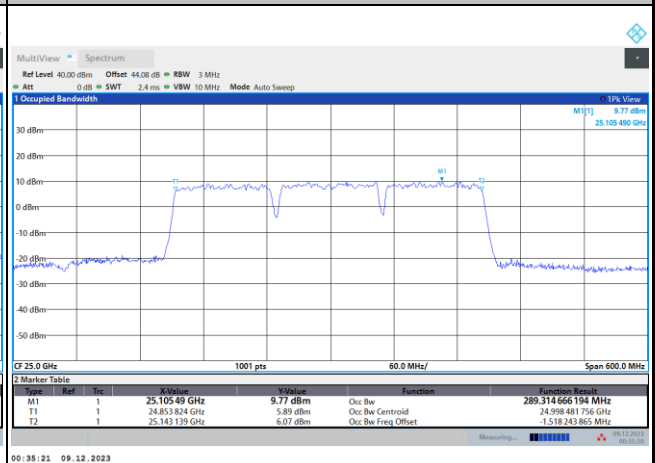 MultiView Spectrum
Ref Level 40.00 dBm Offset 44.08 dB RBW 3 MHz
Att 0 dB SWT 2.4 ms VBW 10 MHz Mode Auto Sweep
1 Occupied Bandwidth 1Pk View
M1[1] 9.77 dBm
25.105 490 GHz
30 dBm
20 dBm
M1
T1 T2
10 dBm
0 dBm
-10 dBm
-20 dBm
-30 dBm
-40 dBm
-50 dBm
CF 25.0 GHz 1001 pts 60.0 MHz/ Span 600.0 MHz
2 Marker Table
Type Ref Trc X-Value Y-Value Function Function Result
M1 1 25.105 49 GHz 9.77 dBm Occ Bw 289.314 666 194 MHz
T1 1 24.853 824 GHz 5.89 dBm Occ Bw Centroid 24.998 481 756 GHz
T2 1 25.143 139 GHz 6.07 dBm Occ Bw Freq Offset -1.518 243 865 MHz
Measuring... 09.12.2023
00:35:20
00:35:21 09.12.2023